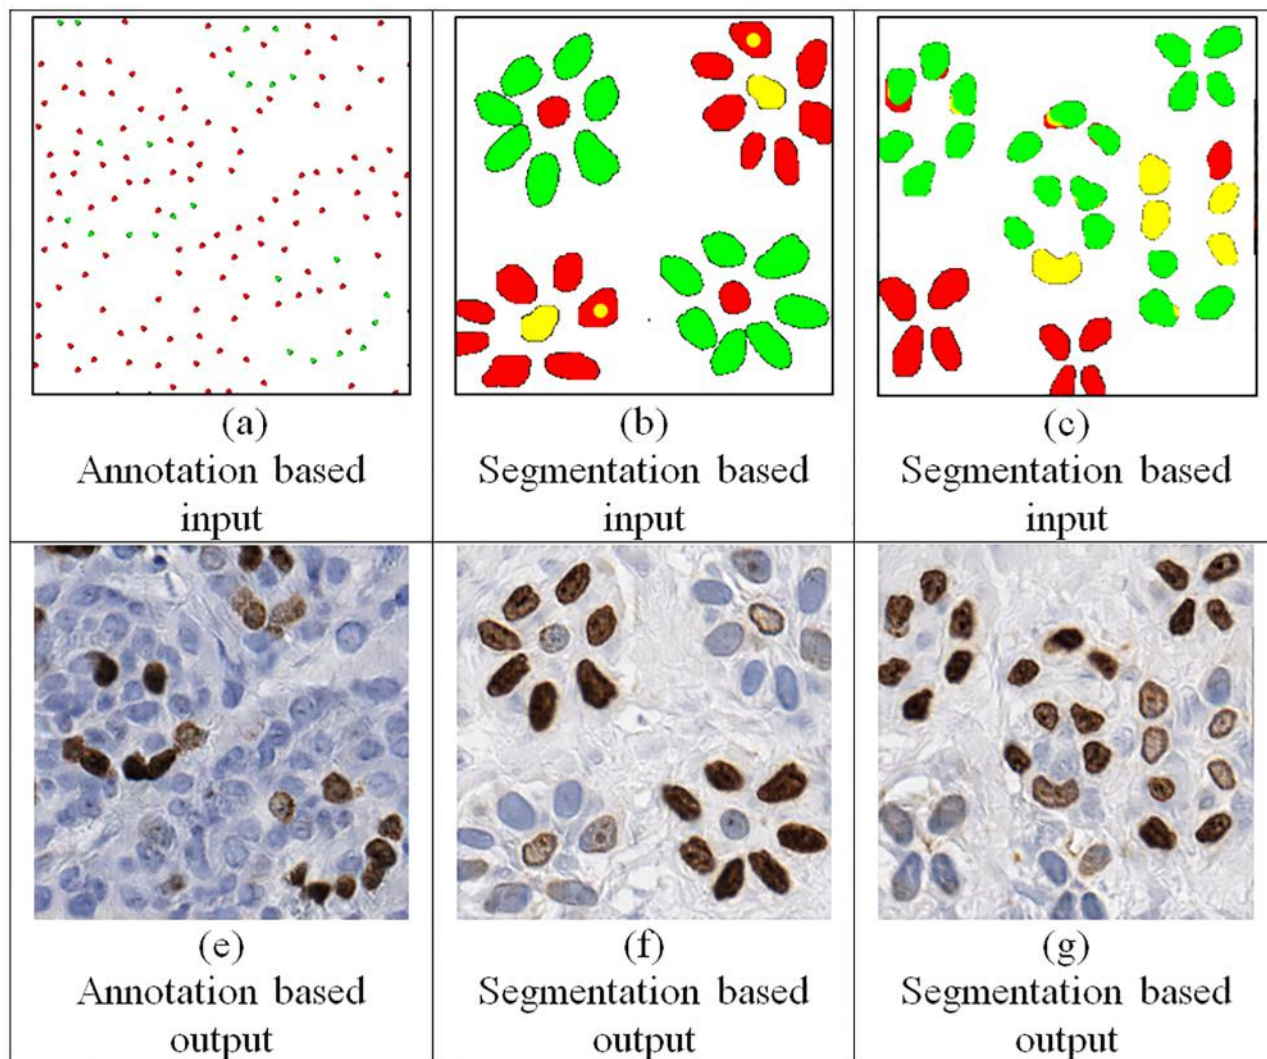 (a)
Annotation based
input
(b)
Segmentation based
input
(c)
Segmentation based
input
(e)
Annotation based
output
(f)
Segmentation based
output
(g)
Segmentation based
output